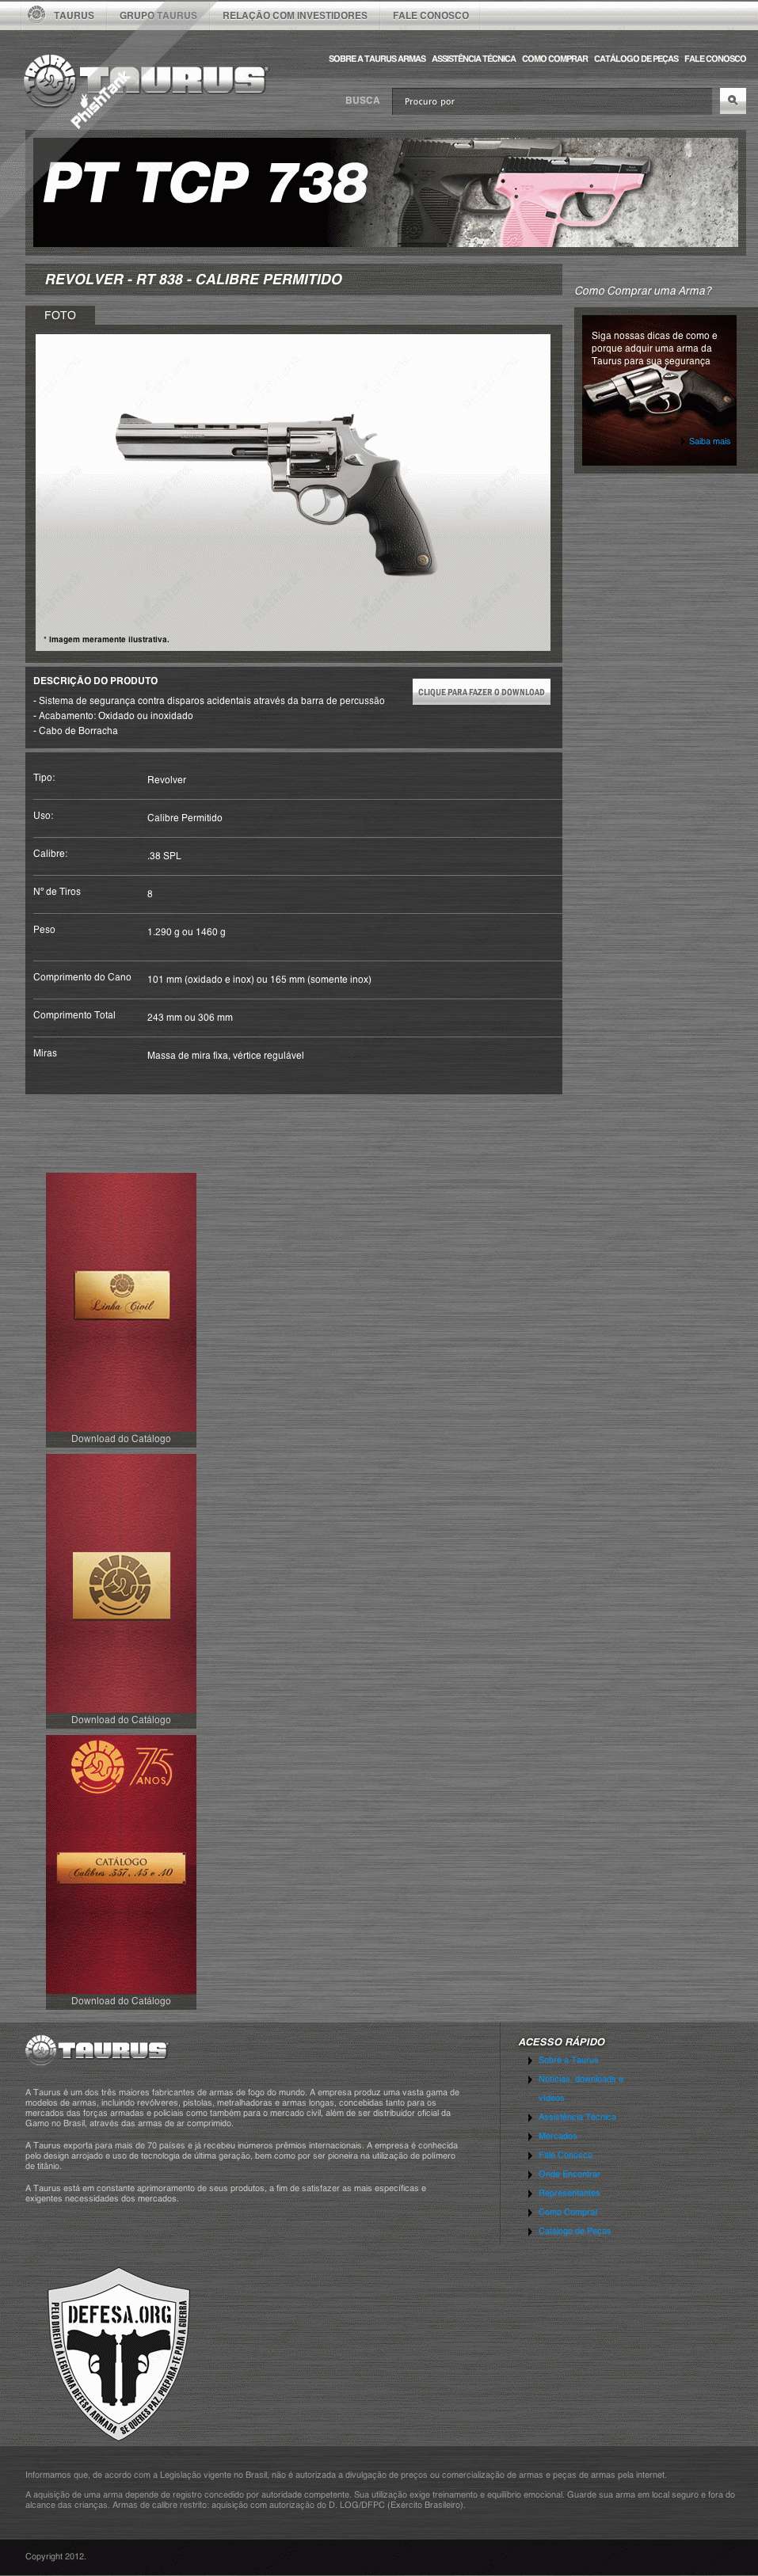 TAURUS GRUPO TAURUS RELAÇÃO COM INVESTIDORES FALE CONOSCO
SOBRE A TAURUS ARMAS ASSISTÊNCIA TÉCNICA COMO COMPRAR CATÁLOGO DE PEÇAS FALE CONOSCO
TAURUS
PhishTank
BUSCA Procuro por
PT TCP 738
REVOLVER - RT 838 - CALIBRE PERMITIDO
Como Comprar uma Arma?
FOTO
Siga nossas dicas de como e
porque adquir uma arma da
Taurus para sua segurança
Saiba mais
* Imagem meramente ilustrativa.
DESCRIÇÃO DO PRODUTO
CLIQUE PARA FAZER O DOWNLOAD
- Sistema de segurança contra disparos acidentais através da barra de percussão
- Acabamento: Oxidado ou inoxidado
- Cabo de Borracha
Tipo: Revolver
Uso: Calibre Permitido
Calibre: .38 SPL
Nº de Tiros 8
Peso 1.290 g ou 1460 g
Comprimento do Cano 101 mm (oxidado e inox) ou 165 mm (somente inox)
Comprimento Total 243 mm ou 306 mm
Miras Massa de mira fixa, vértice regulável
Linha Civil
Download do Catálogo
TAURUS
Download do Catálogo
TAURUS 75 ANOS
CATÁLOGO
Calibres .357, .45 e .40
Download do Catálogo
TAURUS
A Taurus é um dos três maiores fabricantes de armas de fogo do mundo. A empresa produz uma vasta gama de
modelos de armas, incluindo revólveres, pistolas, metralhadoras e armas longas, concebidas tanto para os
mercados das forças armadas e policiais como também para o mercado civil, além de ser distribuidor oficial da
Gamo no Brasil, através das armas de ar comprimido.
A Taurus exporta para mais de 70 países e já recebeu inúmeros prêmios internacionais. A empresa é conhecida
pelo design arrojado e uso de tecnologia de última geração, bem como por ser pioneira na utilização de polímero
de titânio.
A Taurus está em constante aprimoramento de seus produtos, a fim de satisfazer as mais específicas e
exigentes necessidades dos mercados.
ACESSO RÁPIDO
Sobre a Taurus
Notícias, downloads e
vídeos
Assistência Técnica
Mercados
Fale Conosco
Onde Encontrar
Representantes
Como Comprar
Catálogo de Peças
DEFESA.ORG
PELO DIREITO À LEGÍTIMA DEFESA ARMADA
SE QUERES PAZ, PREPARA-TE PARA A GUERRA
Informamos que, de acordo com a Legislação vigente no Brasil, não é autorizada a divulgação de preços ou comercialização de armas e peças de armas pela internet.
A aquisição de uma arma depende de registro concedido por autoridade competente. Sua utilização exige treinamento e equilíbrio emocional. Guarde sua arma em local seguro e fora do
alcance das crianças. Armas de calibre restrito: aquisição com autorização do D. LOG/DFPC (Exército Brasileiro).
Copyright 2012.